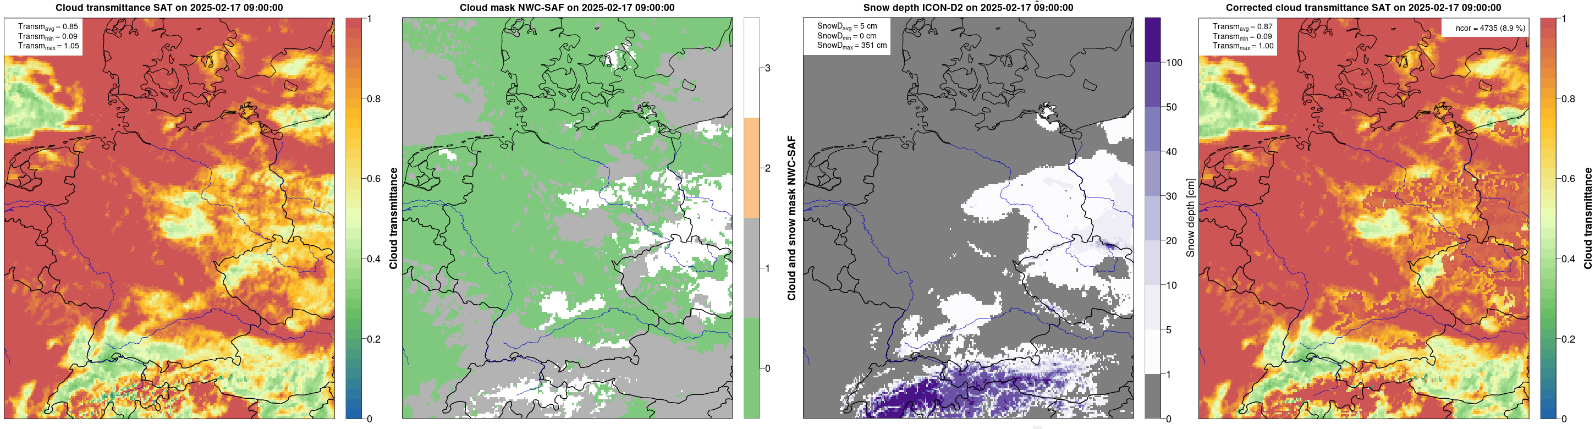 Cloud transmittance SAT on 2025-02-17 09:00:00
Transm_avg = 0.85
Transm_min = 0.09
Transm_max = 1.05
1
0.8
0.6
0.4
0.2
0
Cloud transmittance
Cloud mask NWC-SAF on 2025-02-17 09:00:00
3
2
1
0
Cloud and snow mask NWC-SAF
Snow depth ICON-D2 on 2025-02-17 09:00:00
SnowD_avg = 5 cm
SnowD_min = 0 cm
SnowD_max = 351 cm
100
50
40
30
20
10
5
1
0
Snow depth [cm]
Corrected cloud transmittance SAT on 2025-02-17 09:00:00
Transm_avg = 0.87
Transm_min = 0.09
Transm_max = 1.00
ncor = 4735 (8.9 %)
1
0.8
0.6
0.4
0.2
0
Cloud transmittance